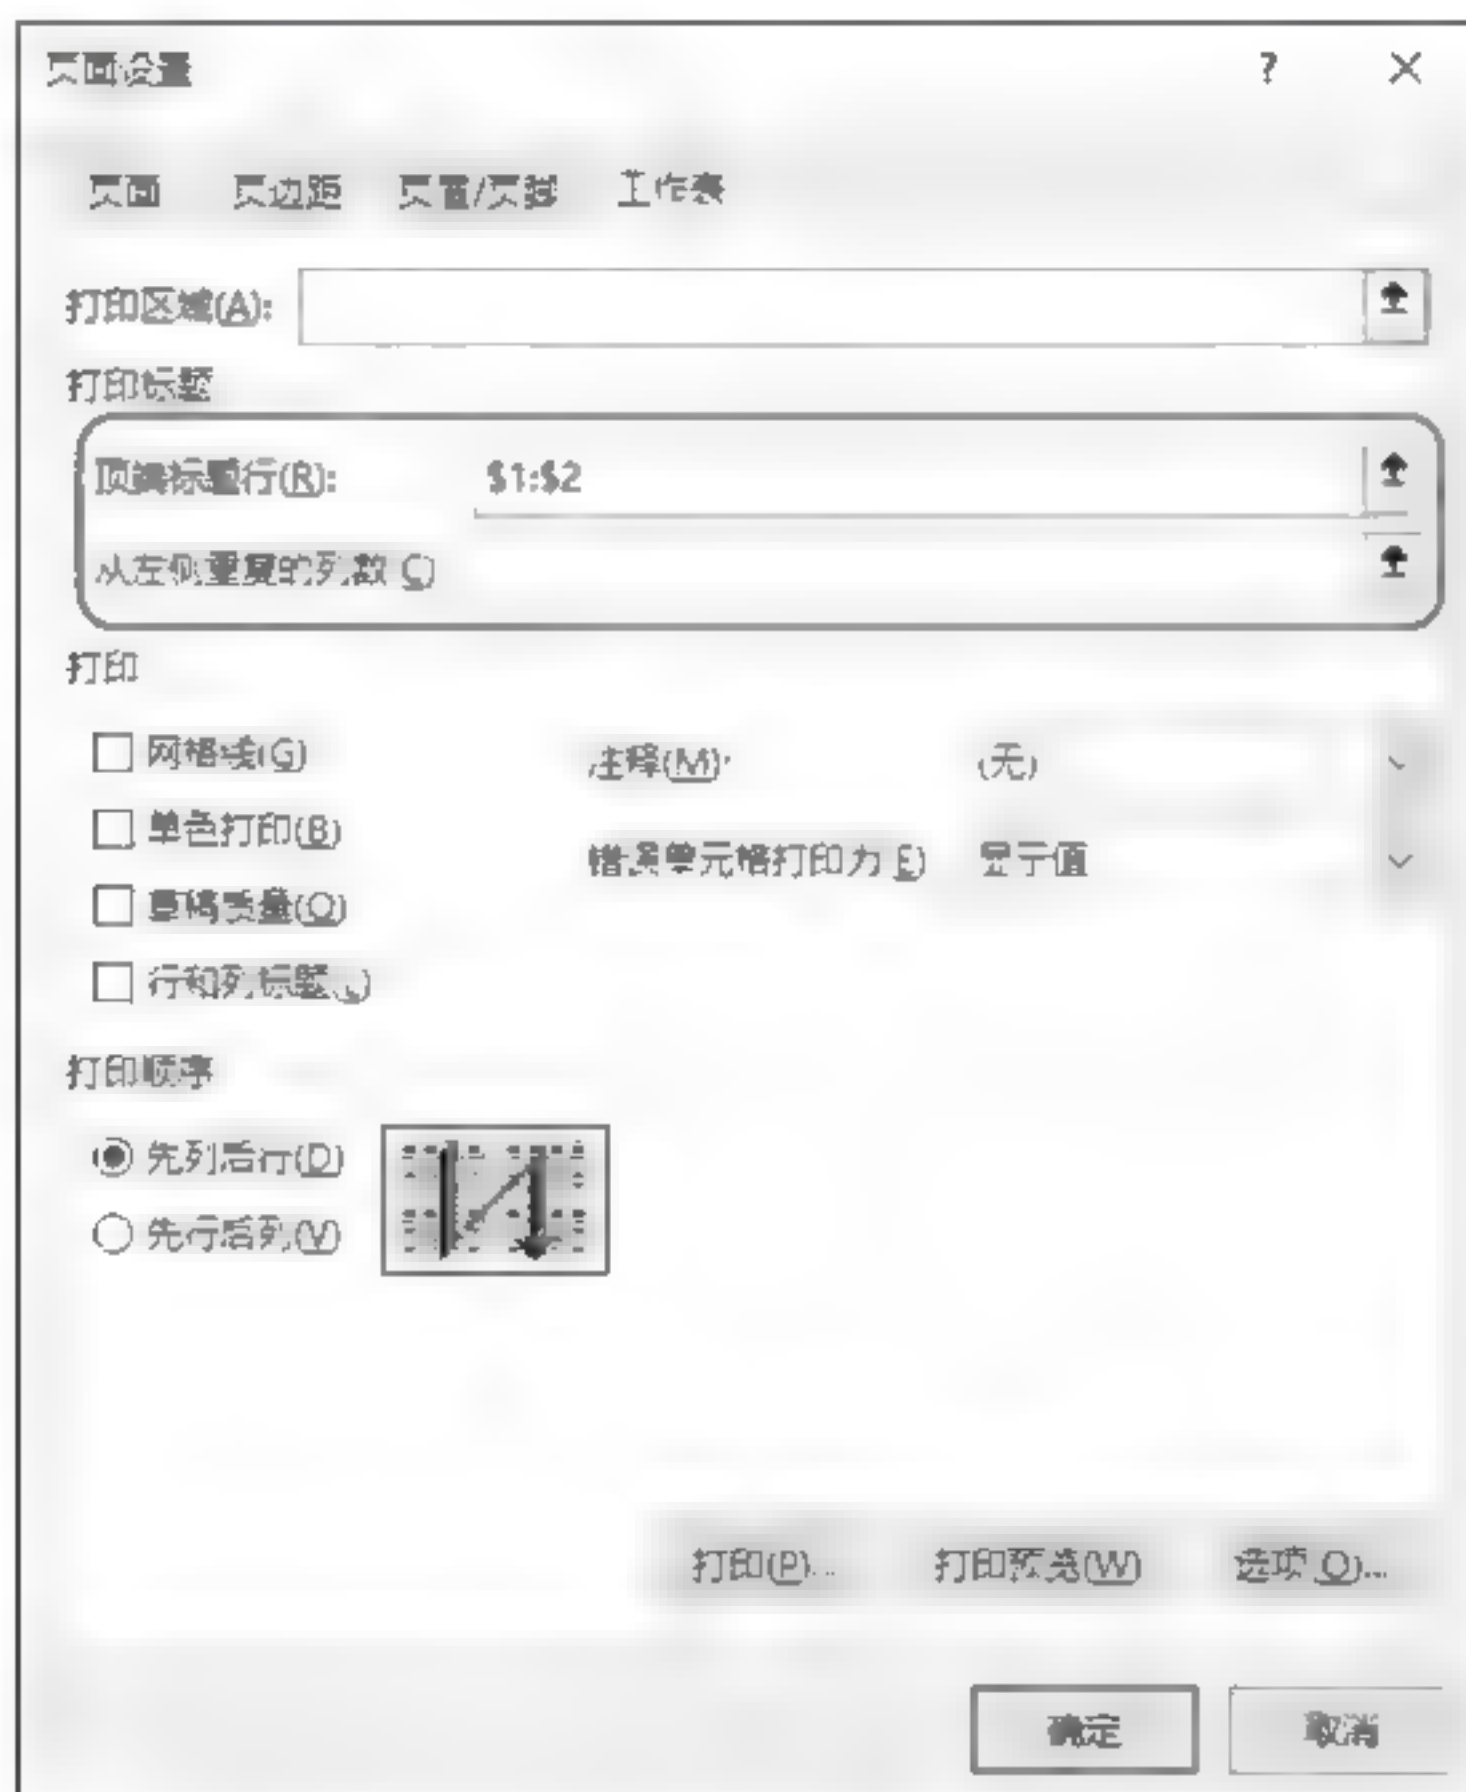 页面设置 ?
页面 页边距 页眉/页脚 工作表
打印区域(A):
打印标题
顶端标题行(R): $1:$2
从左侧重复的列数(C)
打印
网格线(G) 注释(M): (无)
单色打印(B)
错误单元格打印为(E) 显示值
草稿质量(Q)
行和列标题(L)
打印顺序
先列后行(D)
先行后列(V)
打印(P)... 打印预览(W) 选项(O)...
确定 取消